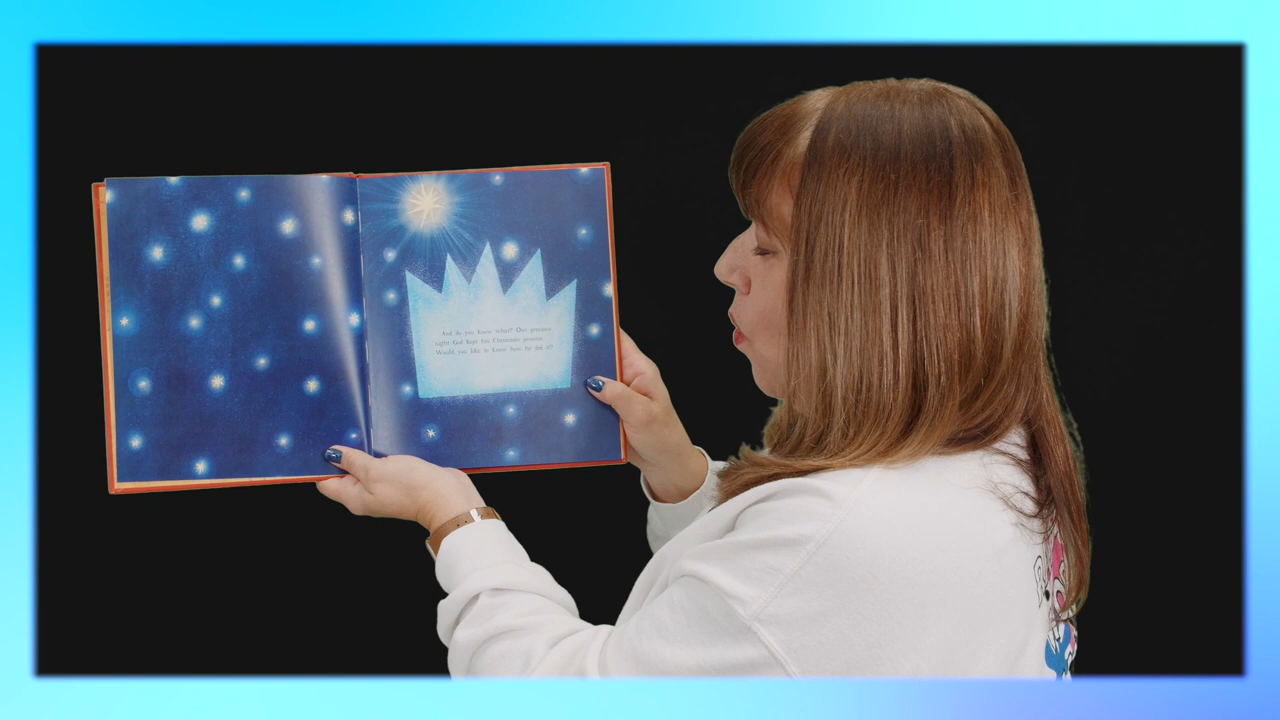 And do you know what? One
night God kept his Christmas promise.
Would you like to know how he did it?